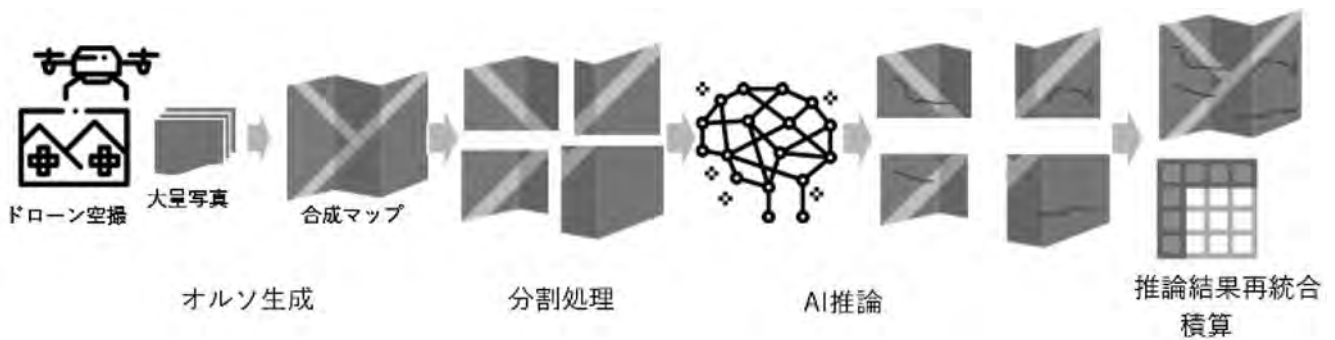 ドローン空撮
大量写真
合成マップ
オルソ生成
分割処理
AI推論
推論結果再統合
積算